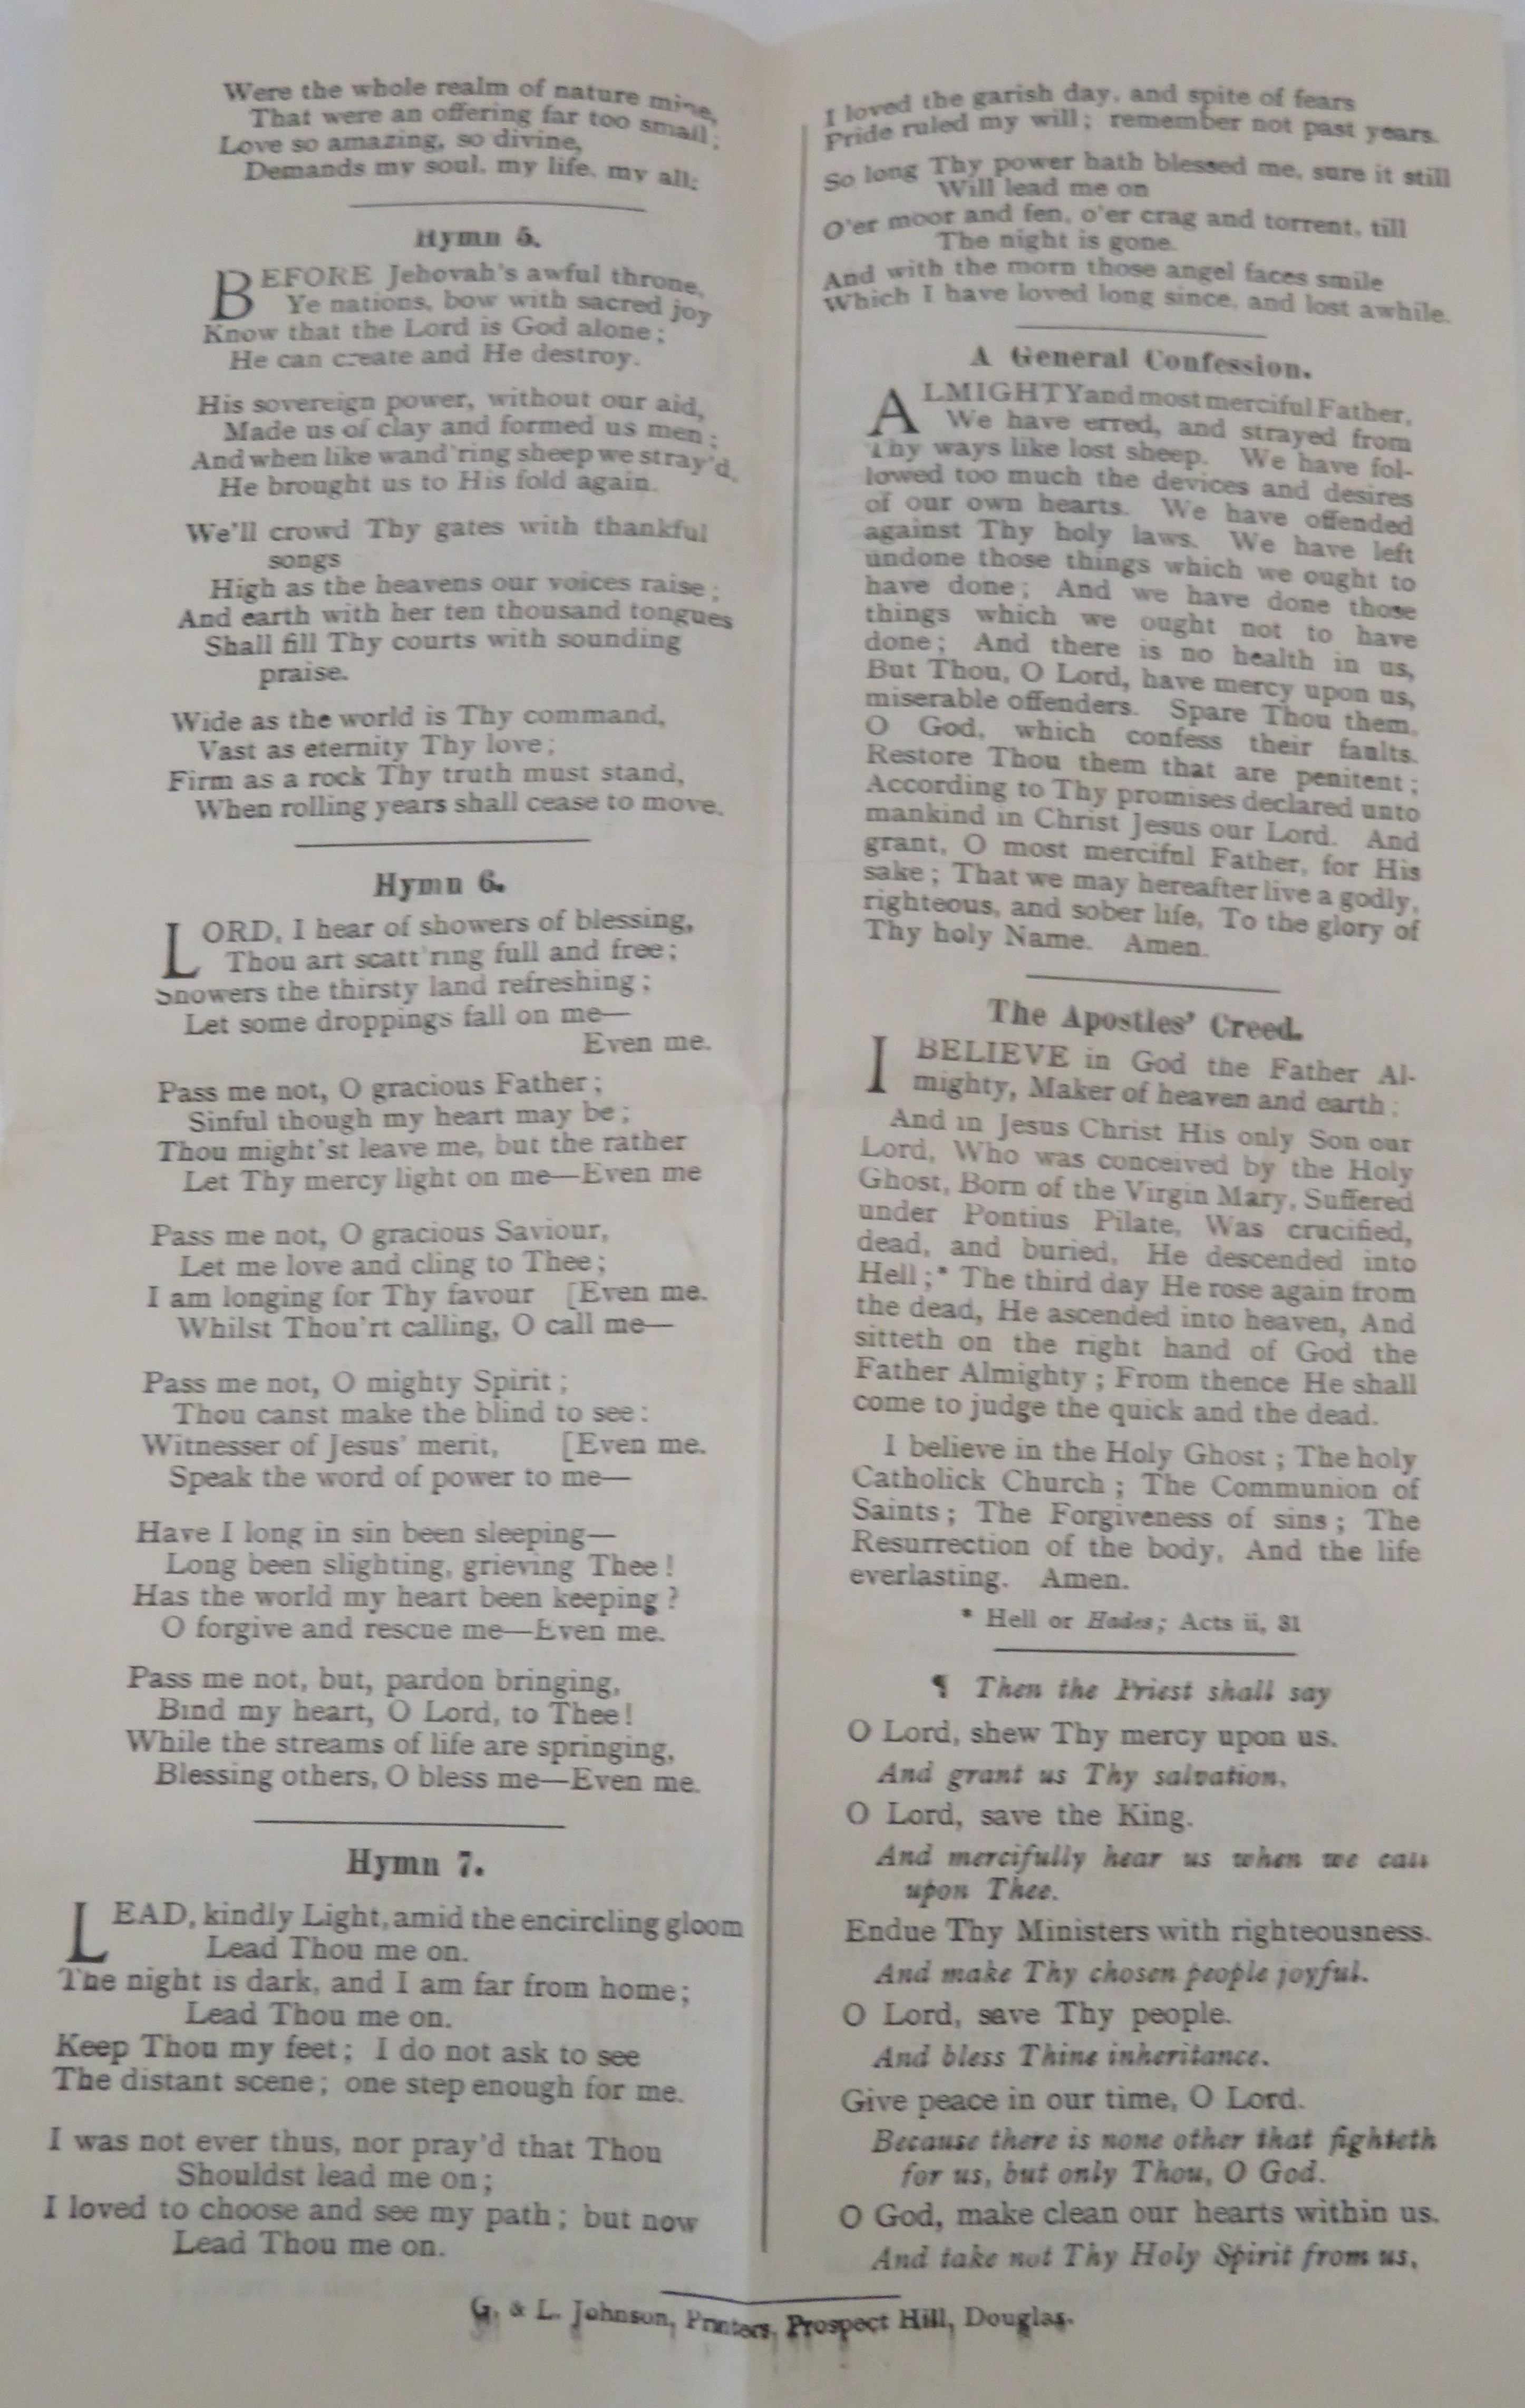 Were the whole realm of nature mine,
That were an offering far too small;
Love so amazing, so divine,
Demands my soul, my life, my all:
Hymn 5.
BEFORE Jehovah's awful throne,
Ye nations, bow with sacred joy
Know that the Lord is God alone;
He can create and He destroy.
His sovereign power, without our aid,
Made us of clay and formed us men;
And when like wand'ring sheep we stray'd,
He brought us to His fold again.
We'll crowd Thy gates with thankful
songs
High as the heavens our voices raise;
And earth with her ten thousand tongues
Shall fill Thy courts with sounding
praise.
Wide as the world is Thy command,
Vast as eternity Thy love;
Firm as a rock Thy truth must stand,
When rolling years shall cease to move.
Hymn 6.
LORD, I hear of showers of blessing,
Thou art scatt'ring full and free;
Showers the thirsty land refreshing;
Let some droppings fall on me—
Even me.
Pass me not, O gracious Father;
Sinful though my heart may be;
Thou might'st leave me, but the rather
Let Thy mercy light on me—Even me
Pass me not, O gracious Saviour,
Let me love and cling to Thee;
I am longing for Thy favour [Even me.
Whilst Thou'rt calling, O call me—
Pass me not, O mighty Spirit;
Thou canst make the blind to see:
Witnesser of Jesus' merit, [Even me.
Speak the word of power to me—
Have I long in sin been sleeping—
Long been slighting, grieving Thee!
Has the world my heart been keeping?
O forgive and rescue me—Even me.
Pass me not, but, pardon bringing,
Bind my heart, O Lord, to Thee!
While the streams of life are springing,
Blessing others, O bless me—Even me.
Hymn 7.
LEAD, kindly Light, amid the encircling gloom
Lead Thou me on.
The night is dark, and I am far from home;
Lead Thou me on.
Keep Thou my feet; I do not ask to see
The distant scene; one step enough for me.
I was not ever thus, nor pray'd that Thou
Shouldst lead me on;
I loved to choose and see my path; but now
Lead Thou me on.
I loved the garish day, and spite of fears
Pride ruled my will; remember not past years.
So long Thy power hath blessed me, sure it still
Will lead me on
O'er moor and fen, o'er crag and torrent, till
The night is gone.
And with the morn those angel faces smile
Which I have loved long since, and lost awhile.
A General Confession.
ALMIGHTY and most merciful Father,
We have erred, and strayed from
Thy ways like lost sheep. We have fol-
lowed too much the devices and desires
of our own hearts. We have offended
against Thy holy laws. We have left
undone those things which we ought to
have done; And we have done those
things which we ought not to have
done; And there is no health in us,
But Thou, O Lord, have mercy upon us,
miserable offenders. Spare Thou them,
O God, which confess their faults.
Restore Thou them that are penitent;
According to Thy promises declared unto
mankind in Christ Jesus our Lord. And
grant, O most merciful Father, for His
sake; That we may hereafter live a godly,
righteous, and sober life, To the glory of
Thy holy Name. Amen.
The Apostles' Creed.
I BELIEVE in God the Father Al-
mighty, Maker of heaven and earth:
And in Jesus Christ His only Son our
Lord, Who was conceived by the Holy
Ghost, Born of the Virgin Mary, Suffered
under Pontius Pilate, Was crucified,
dead, and buried, He descended into
Hell;* The third day He rose again from
the dead, He ascended into heaven, And
sitteth on the right hand of God the
Father Almighty; From thence He shall
come to judge the quick and the dead.
I believe in the Holy Ghost; The holy
Catholick Church; The Communion of
Saints; The Forgiveness of sins; The
Resurrection of the body, And the life
everlasting. Amen.
* Hell or Hades; Acts ii, 31
¶ Then the Priest shall say
O Lord, shew Thy mercy upon us.
And grant us Thy salvation.
O Lord, save the King.
And mercifully hear us when we call
upon Thee.
Endue Thy Ministers with righteousness.
And make Thy chosen people joyful.
O Lord, save Thy people.
And bless Thine inheritance.
Give peace in our time, O Lord.
Because there is none other that fighteth
for us, but only Thou, O God.
O God, make clean our hearts within us.
And take not Thy Holy Spirit from us.
G. & L. Johnson, Printers, Prospect Hill, Douglas.